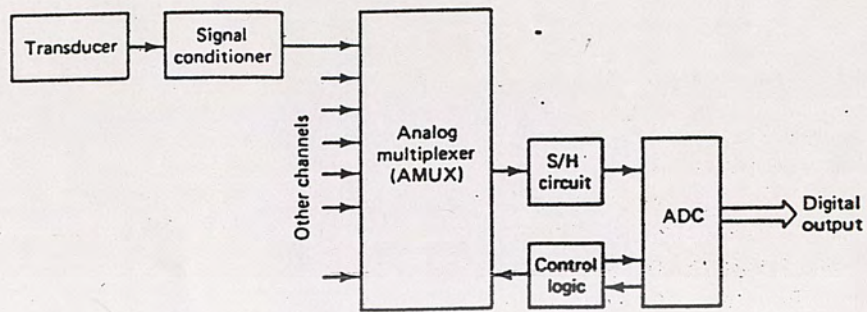 Transducer
Signal
conditioner
Other channels
Analog
multiplexer
(AMUX)
S/H
circuit
Control
logic
ADC
Digital
output